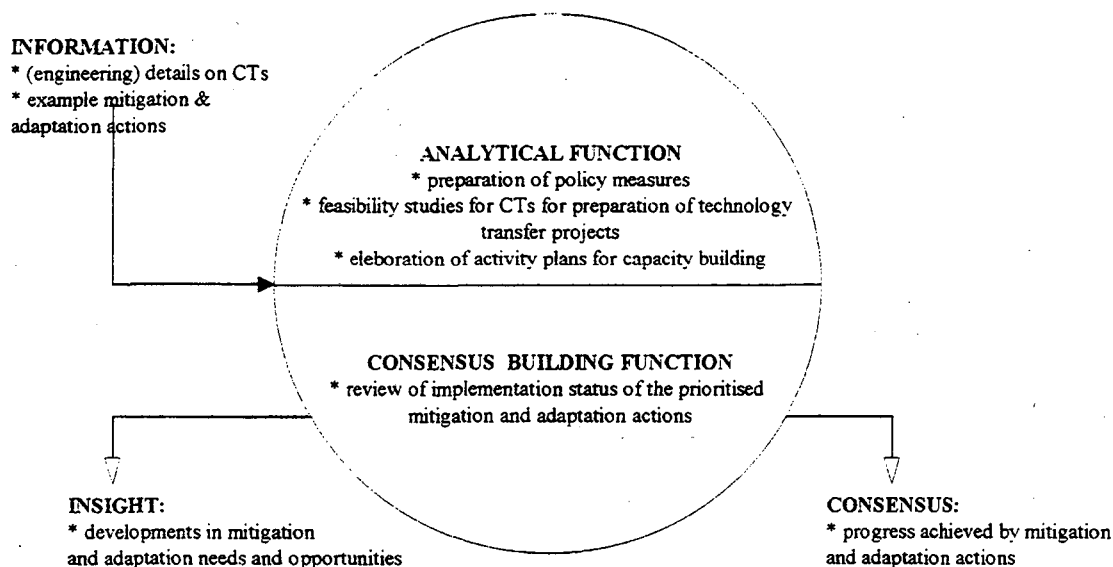 INFORMATION:
* (engineering) details on CTs
* example mitigation &
adaptation actions
ANALYTICAL FUNCTION
* preparation of policy measures
* feasibility studies for CTs for preparation of technology
transfer projects
* eleboration of activity plans for capacity building
CONSENSUS BUILDING FUNCTION
* review of implementation status of the prioritised
mitigation and adaptation actions
INSIGHT:
* developments in mitigation
and adaptation needs and opportunities
CONSENSUS:
* progress achieved by mitigation
and adaptation actions